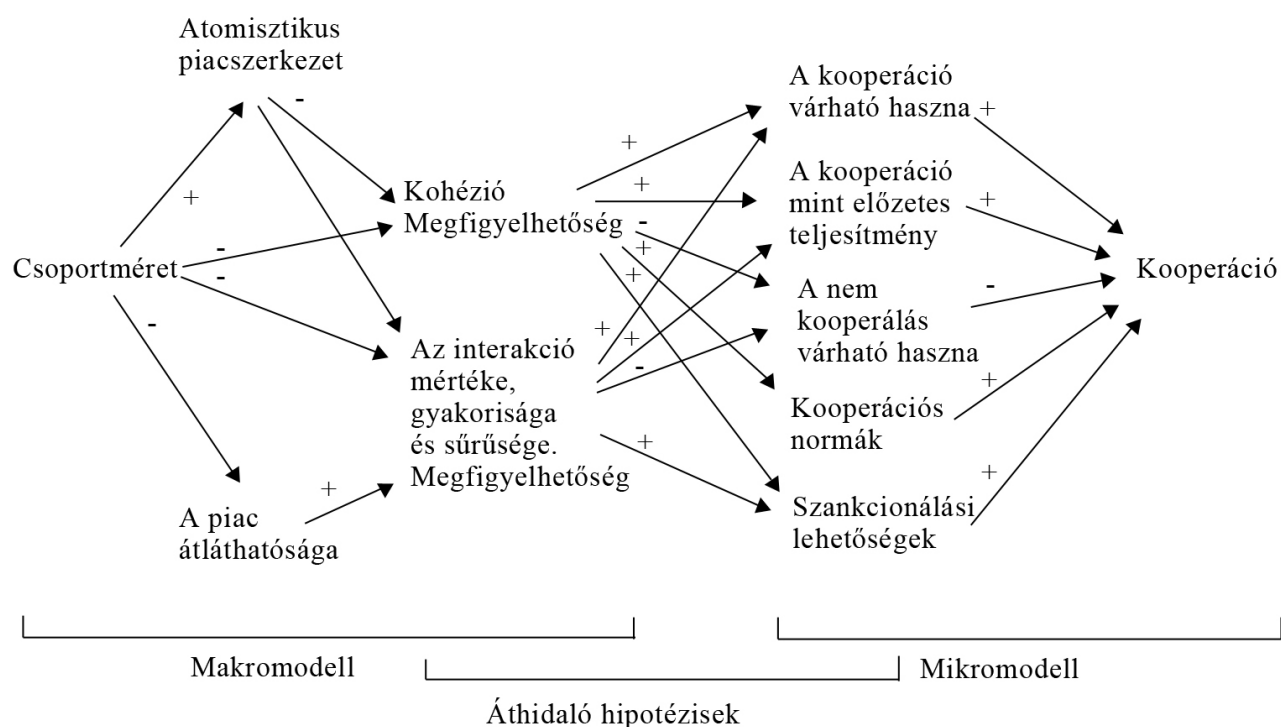 Atomisztikus
piacszerkezet
-
+
Csoportméret
-
-
-
A piac
átláthatósága
+
Kohézió
Megfigyelhetőség
Az interakció
mértéke,
gyakorisága
és sűrűsége.
Megfigyelhetőség
+
+
-
+
+
+
+
-
+
A kooperáció
várható haszna +
A kooperáció
mint előzetes
teljesítmény
+
A nem
kooperálás
várható haszna
-
Kooperációs
normák
+
Szankcionálási
lehetőségek
+
Kooperáció
Makromodell
Mikromodell
Áthidaló hipotézisek